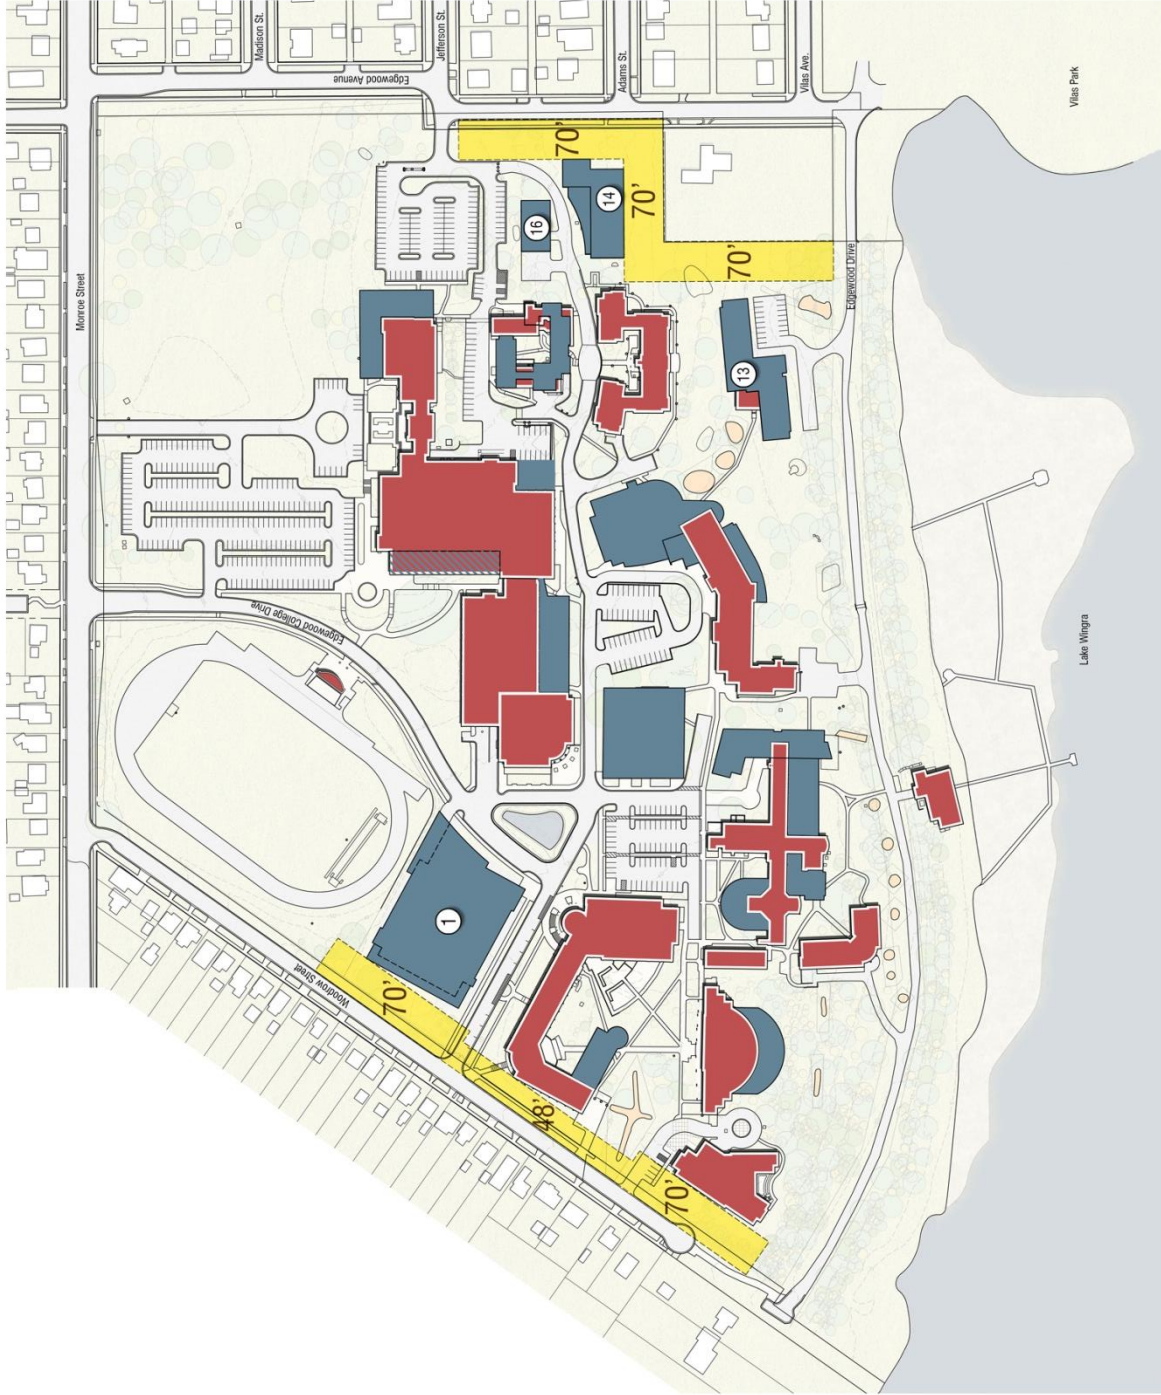 Madison St.
Jefferson St.
Adams St.
Vilas Ave.
Vilas Park
Edgewood Avenue
70'
14
70'
16
70'
Edgewood Drive
Monroe Street
13
Edgewood College Drive
Lake Wingra
1
Woodrow Street
70'
48'
70'